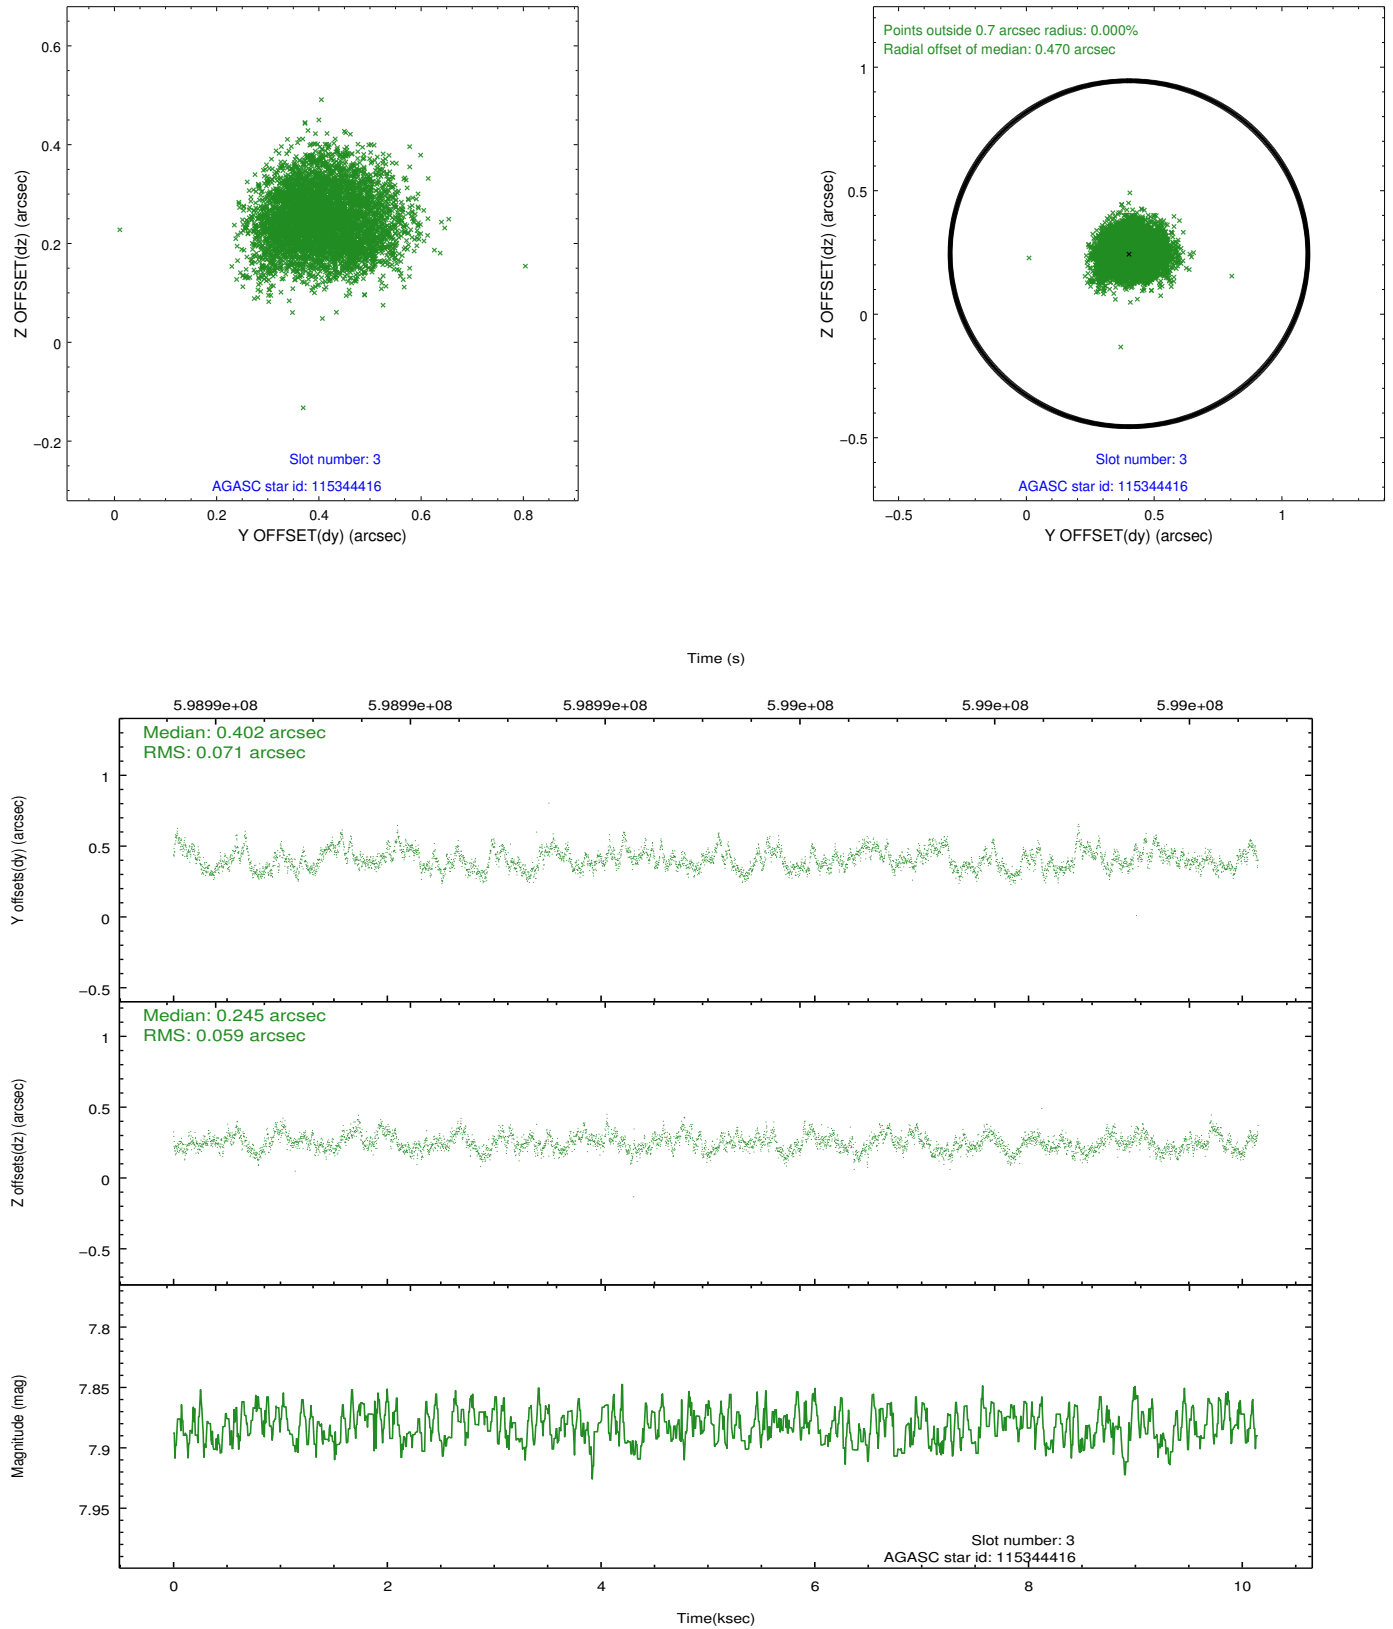 0.6
0.4
0.2
0
−0.2
Z OFFSET(dz) (arcsec)
Slot number: 3
AGASC star id: 115344416
0 0.2 0.4 0.6 0.8
Y OFFSET(dy) (arcsec)
Points outside 0.7 arcsec radius: 0.000%
Radial offset of median: 0.470 arcsec
1
0.5
0
−0.5
Z OFFSET(dz) (arcsec)
Slot number: 3
AGASC star id: 115344416
−0.5 0 0.5 1
Y OFFSET(dy) (arcsec)
Time (s)
5.9899e+08 5.9899e+08 5.9899e+08 5.99e+08 5.99e+08 5.99e+08
Median: 0.402 arcsec
RMS: 0.071 arcsec
1
0.5
0
−0.5
Y offsets(dy) (arcsec)
Median: 0.245 arcsec
RMS: 0.059 arcsec
1
0.5
0
−0.5
Z offsets(dz) (arcsec)
7.8
7.85
7.9
7.95
Magnitude (mag)
Slot number: 3
AGASC star id: 115344416
0 2 4 6 8 10
Time(ksec)